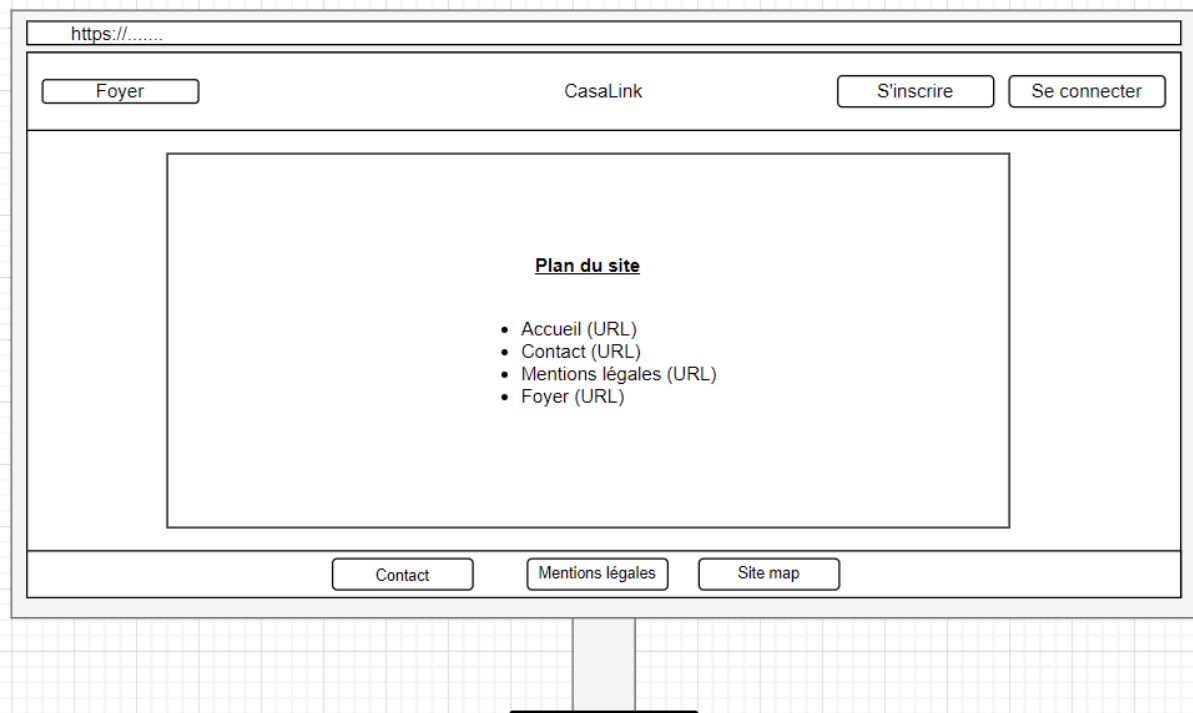 https://.......
Foyer
CasaLink
S'inscrire
Se connecter
Plan du site
• Accueil (URL)
• Contact (URL)
• Mentions légales (URL)
• Foyer (URL)
Contact
Mentions légales
Site map